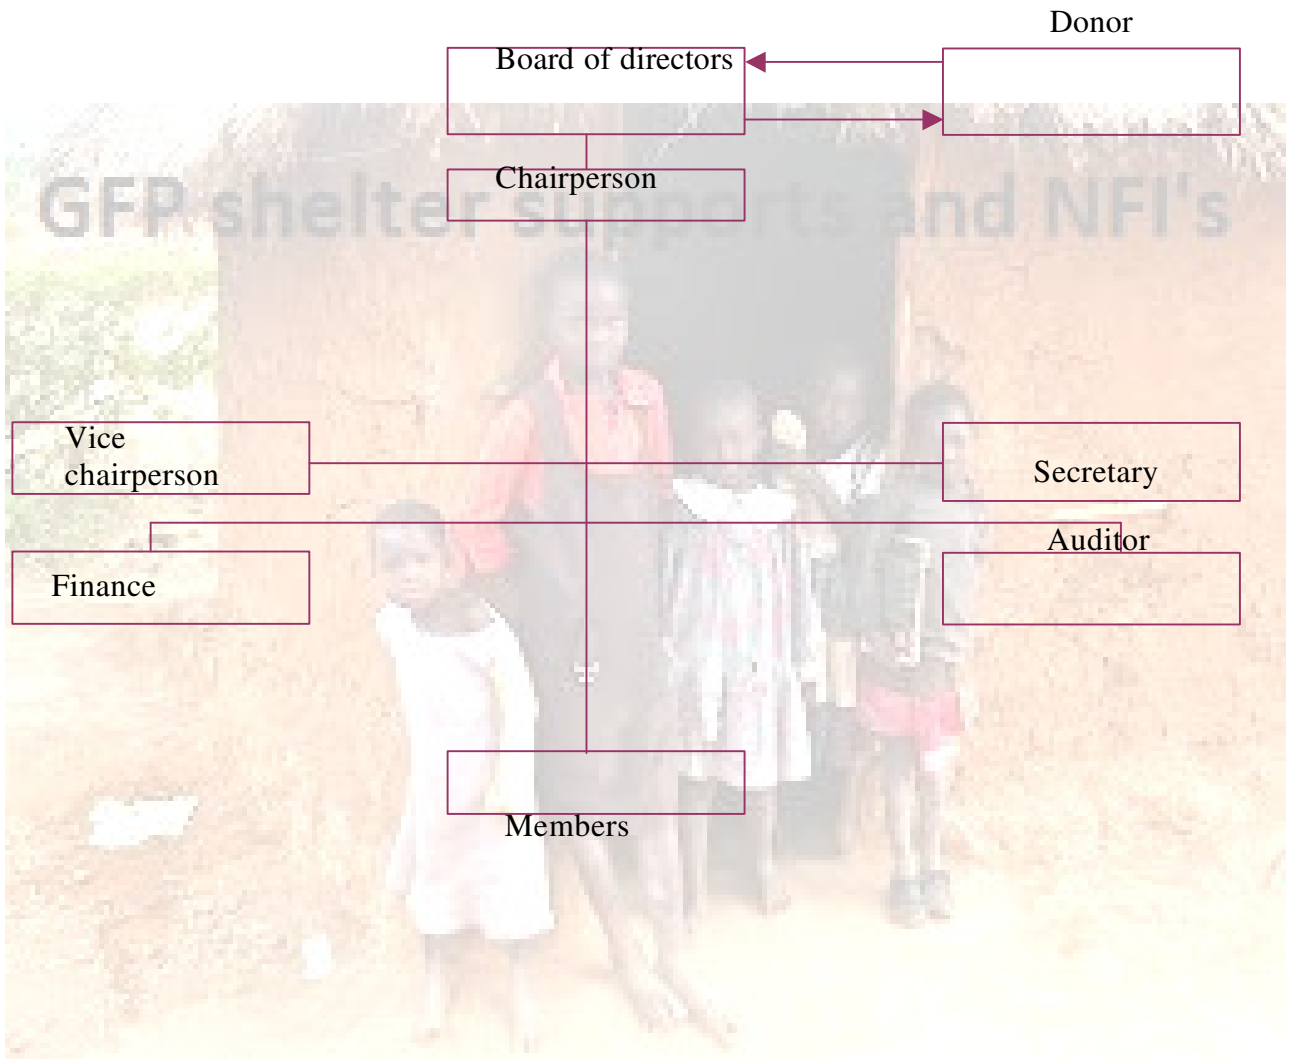 Donor
Board of directors
Chairperson
GFP shelter supports and NFI's
Vice
chairperson
Secretary
Auditor
Finance
Members